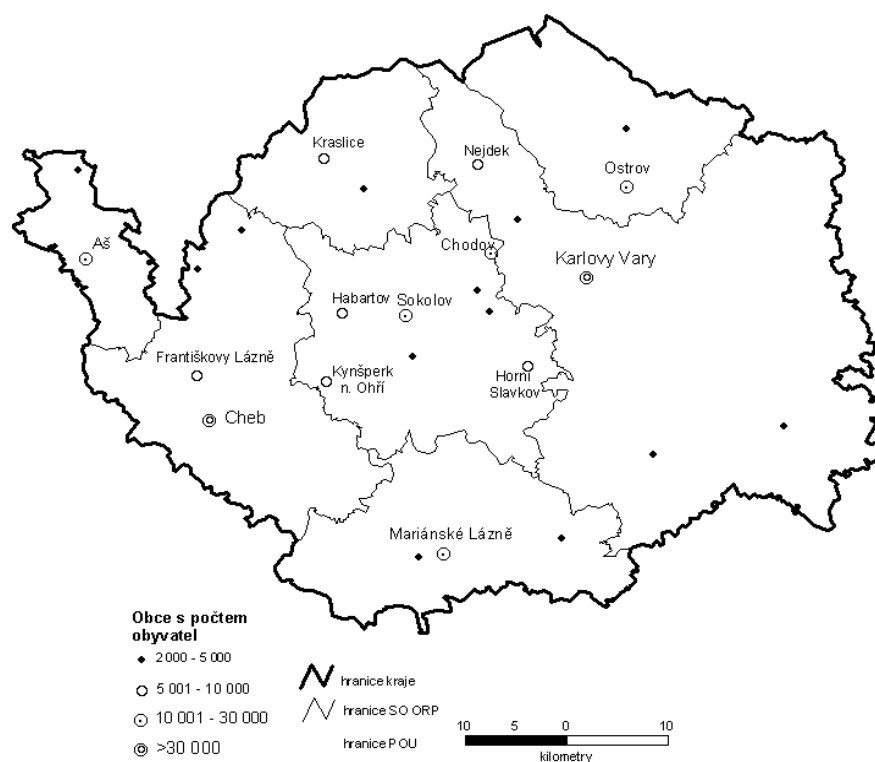 Kraslice
Nejdek
Ostrov
Aš
Chodov
Karlovy Vary
Habartov
Sokolov
Františkovy Lázně
Kynšperk
n. Ohří
Horní
Slavkov
Cheb
Mariánské Lázně
Obce s počtem
obyvatel
2 000 - 5 000
5 001 - 10 000
10 001 - 30 000
>30 000
hranice kraje
hranice SO ORP
hranice POU
10 5 0 10
kilometry